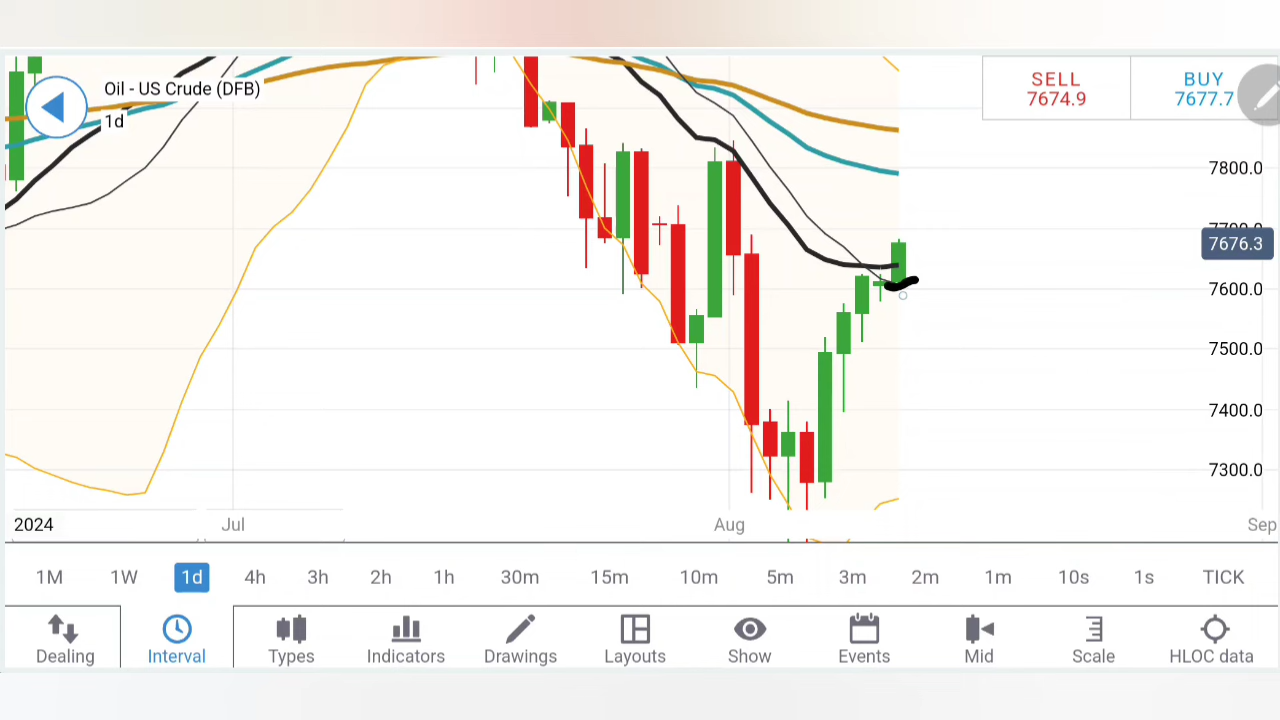 Oil - US Crude (DFB)
1d
SELL
7674.9
BUY
7677.7
7800.0
7700.0
7676.3
7600.0
7500.0
7400.0
7300.0
2024
Jul
Aug
Sep
1M 1W 1d 4h 3h 2h 1h 30m 15m 10m 5m 3m 2m 1m 10s 1s TICK
Dealing Interval Types Indicators Drawings Layouts Show Events Mid Scale HLOC data